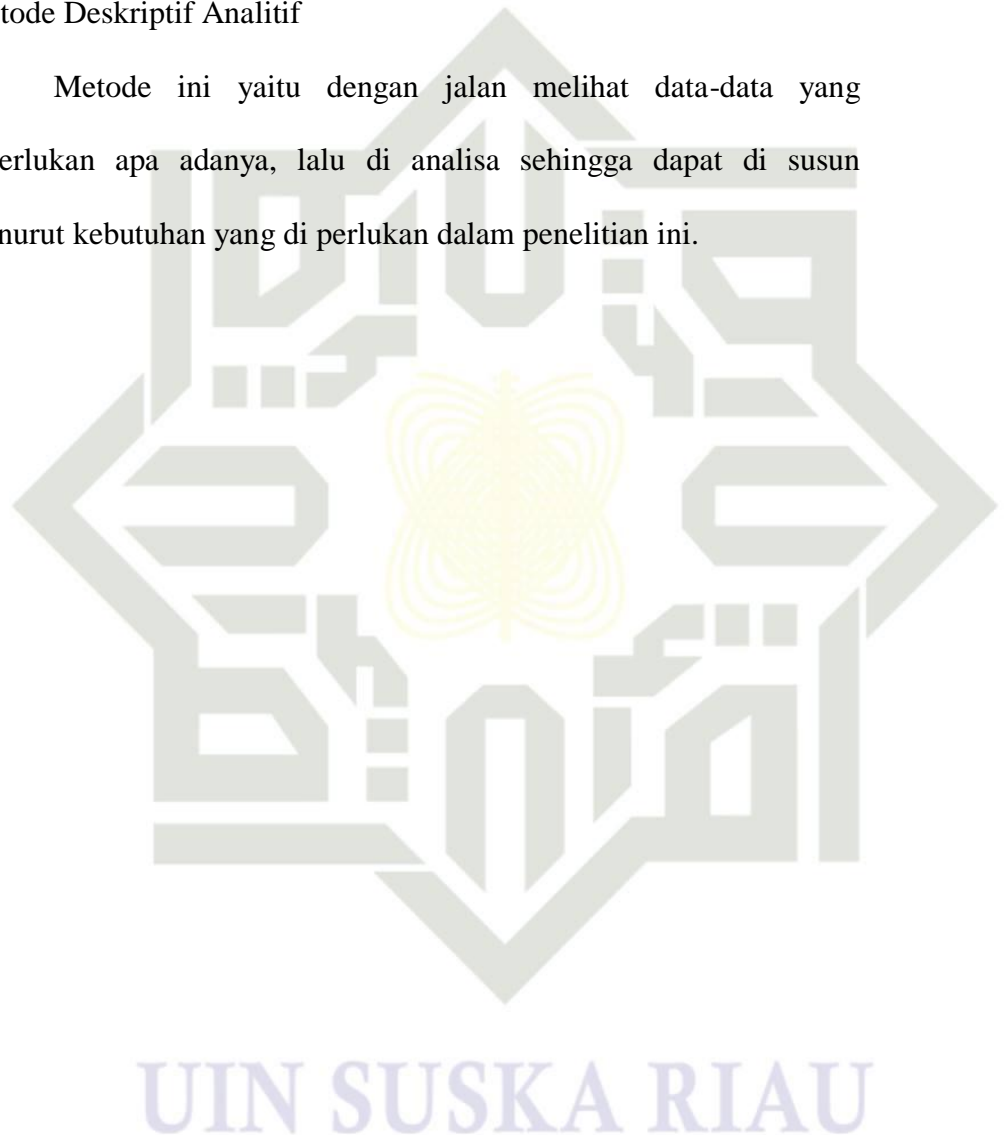 tode Deskriptif Analitif
Metode ini yaitu dengan jalan melihat data-data yang
erlukan apa adanya, lalu di analisa sehingga dapat di susun
nurut kebutuhan yang di perlukan dalam penelitian ini.
UIN SUSKA RIAU